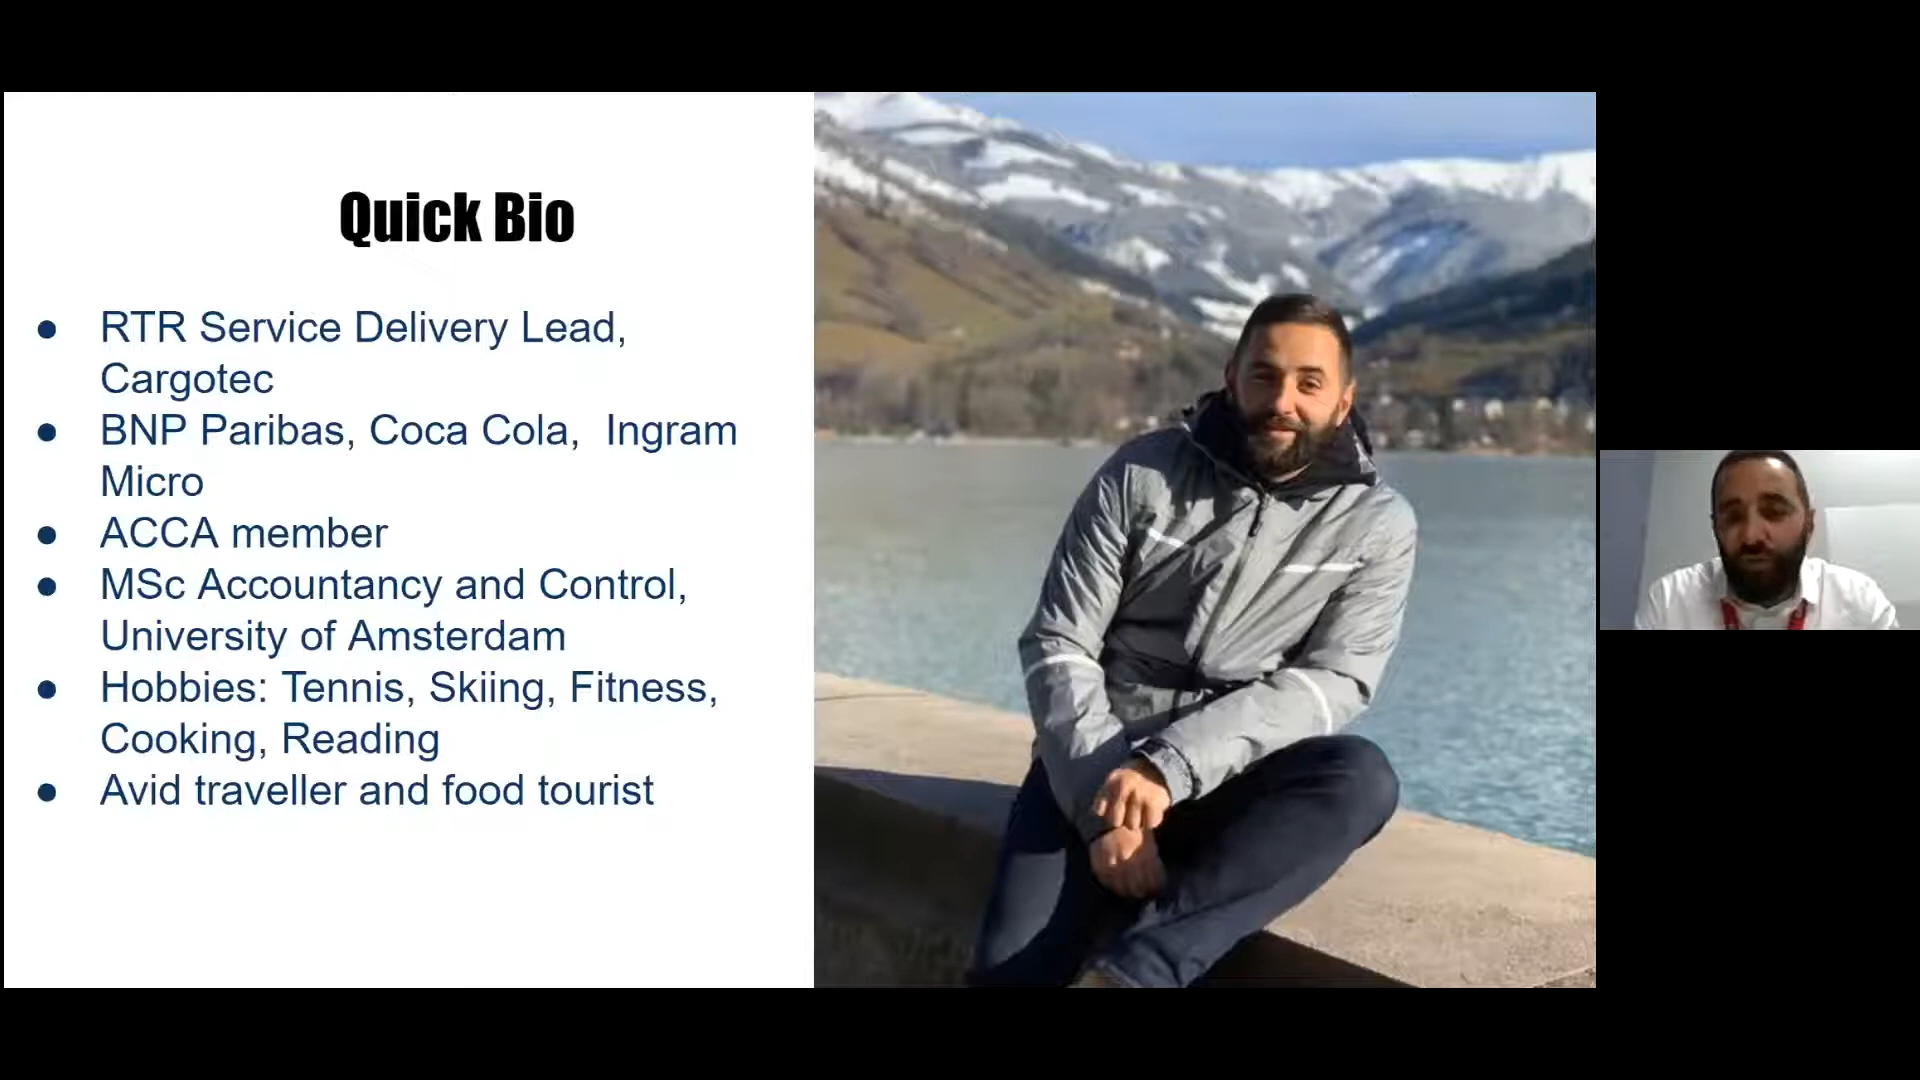 Quick Bio
● RTR Service Delivery Lead,
Cargotec
● BNP Paribas, Coca Cola,  Ingram
Micro
● ACCA member
● MSc Accountancy and Control,
University of Amsterdam
● Hobbies: Tennis, Skiing, Fitness,
Cooking, Reading
● Avid traveller and food tourist